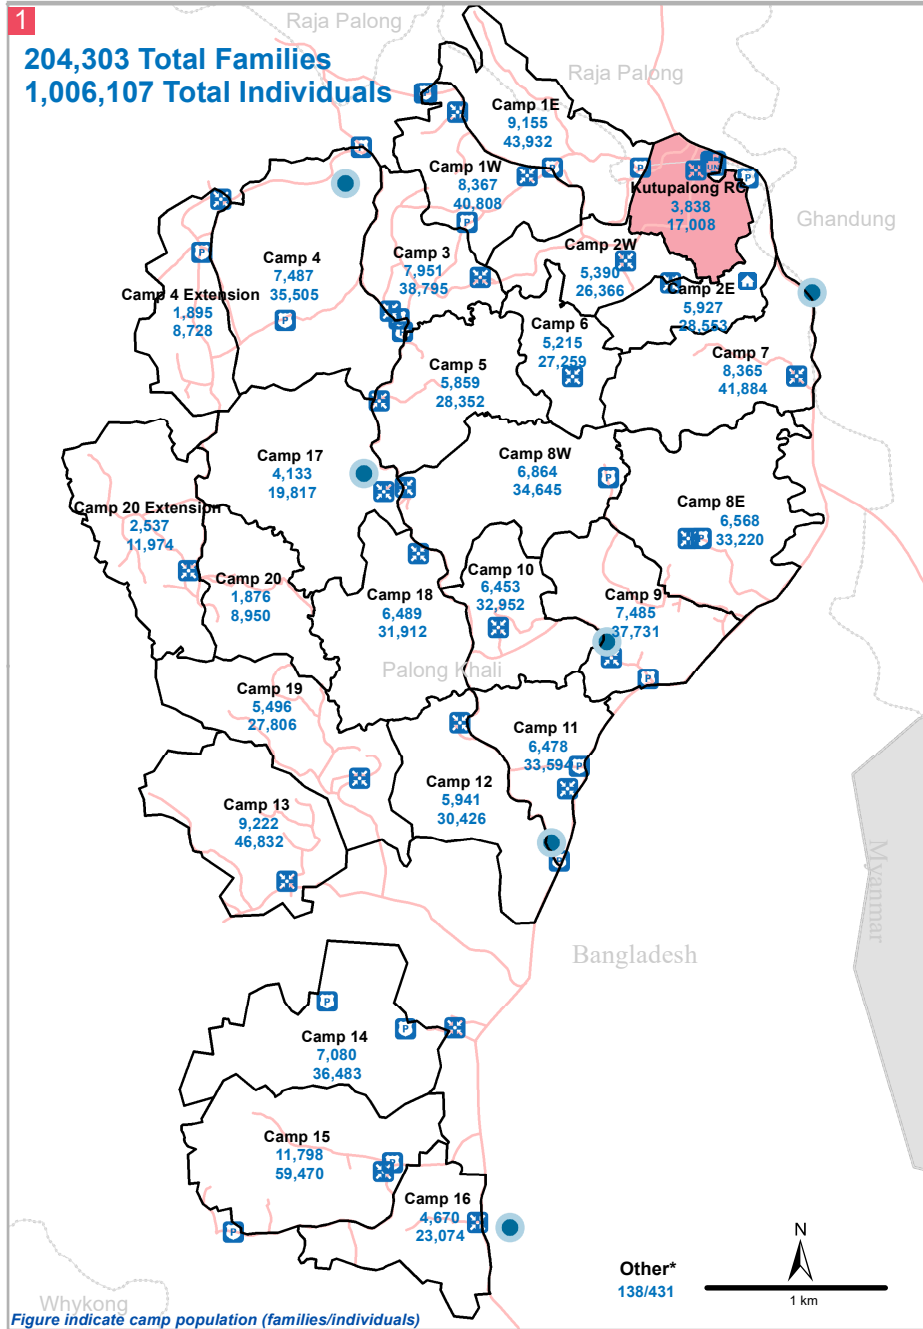 1
204,303 Total Families
1,006,107 Total Individuals
Raja Palong
Raja Palong
Camp 1E
9,155
43,932
Camp 1W
8,367
40,808
Kutupalong RC
3,838
17,008
Ghandung
Camp 4
7,487
35,505
Camp 3
7,951
38,795
Camp 2W
5,390
26,366
Camp 4 Extension
1,895
8,728
Camp 2E
5,927
28,553
Camp 6
5,215
27,259
Camp 7
8,365
41,884
Camp 5
5,859
28,352
Camp 17
4,133
19,817
Camp 8W
6,864
34,645
Camp 8E
6,568
33,220
Camp 20 Extension
2,537
11,974
Camp 20
1,876
8,950
Camp 18
6,489
31,912
Camp 10
6,453
32,952
Camp 9
7,485
37,731
Palong Khali
Camp 19
5,496
27,806
Camp 11
6,478
33,594
Camp 12
5,941
30,426
Camp 13
9,222
46,832
Myanmar
Bangladesh
Camp 14
7,080
36,483
Camp 15
11,798
59,470
Camp 16
4,670
23,074
N
Other*
138/431
1 km
Whykong
Figure indicate camp population (families/individuals)